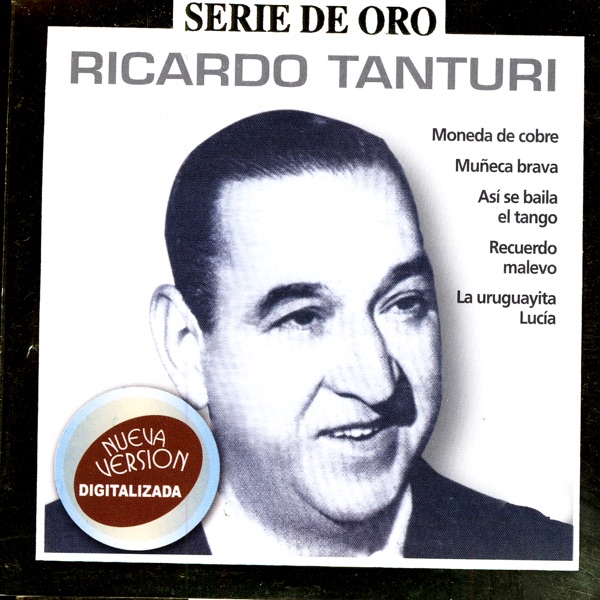 SERIE DE ORO
RICARDO TANTURI
Moneda de cobre
Muñeca brava
Así se baila
el tango
Recuerdo
malevo
La uruguayita
Lucía
NUEVA
VERSIÓN
DIGITALIZADA